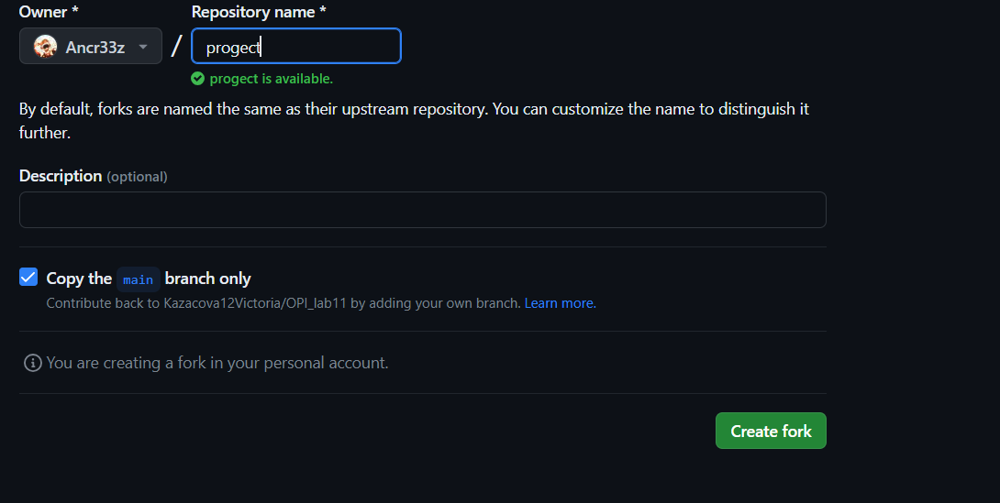 Owner * Repository name *
Ancr33z / progect
progect is available.
By default, forks are named the same as their upstream repository. You can customize the name to distinguish it
further.
Description (optional)
Copy the main branch only
Contribute back to Kazacova12Victoria/OPI_lab11 by adding your own branch. Learn more.
You are creating a fork in your personal account.
Create fork